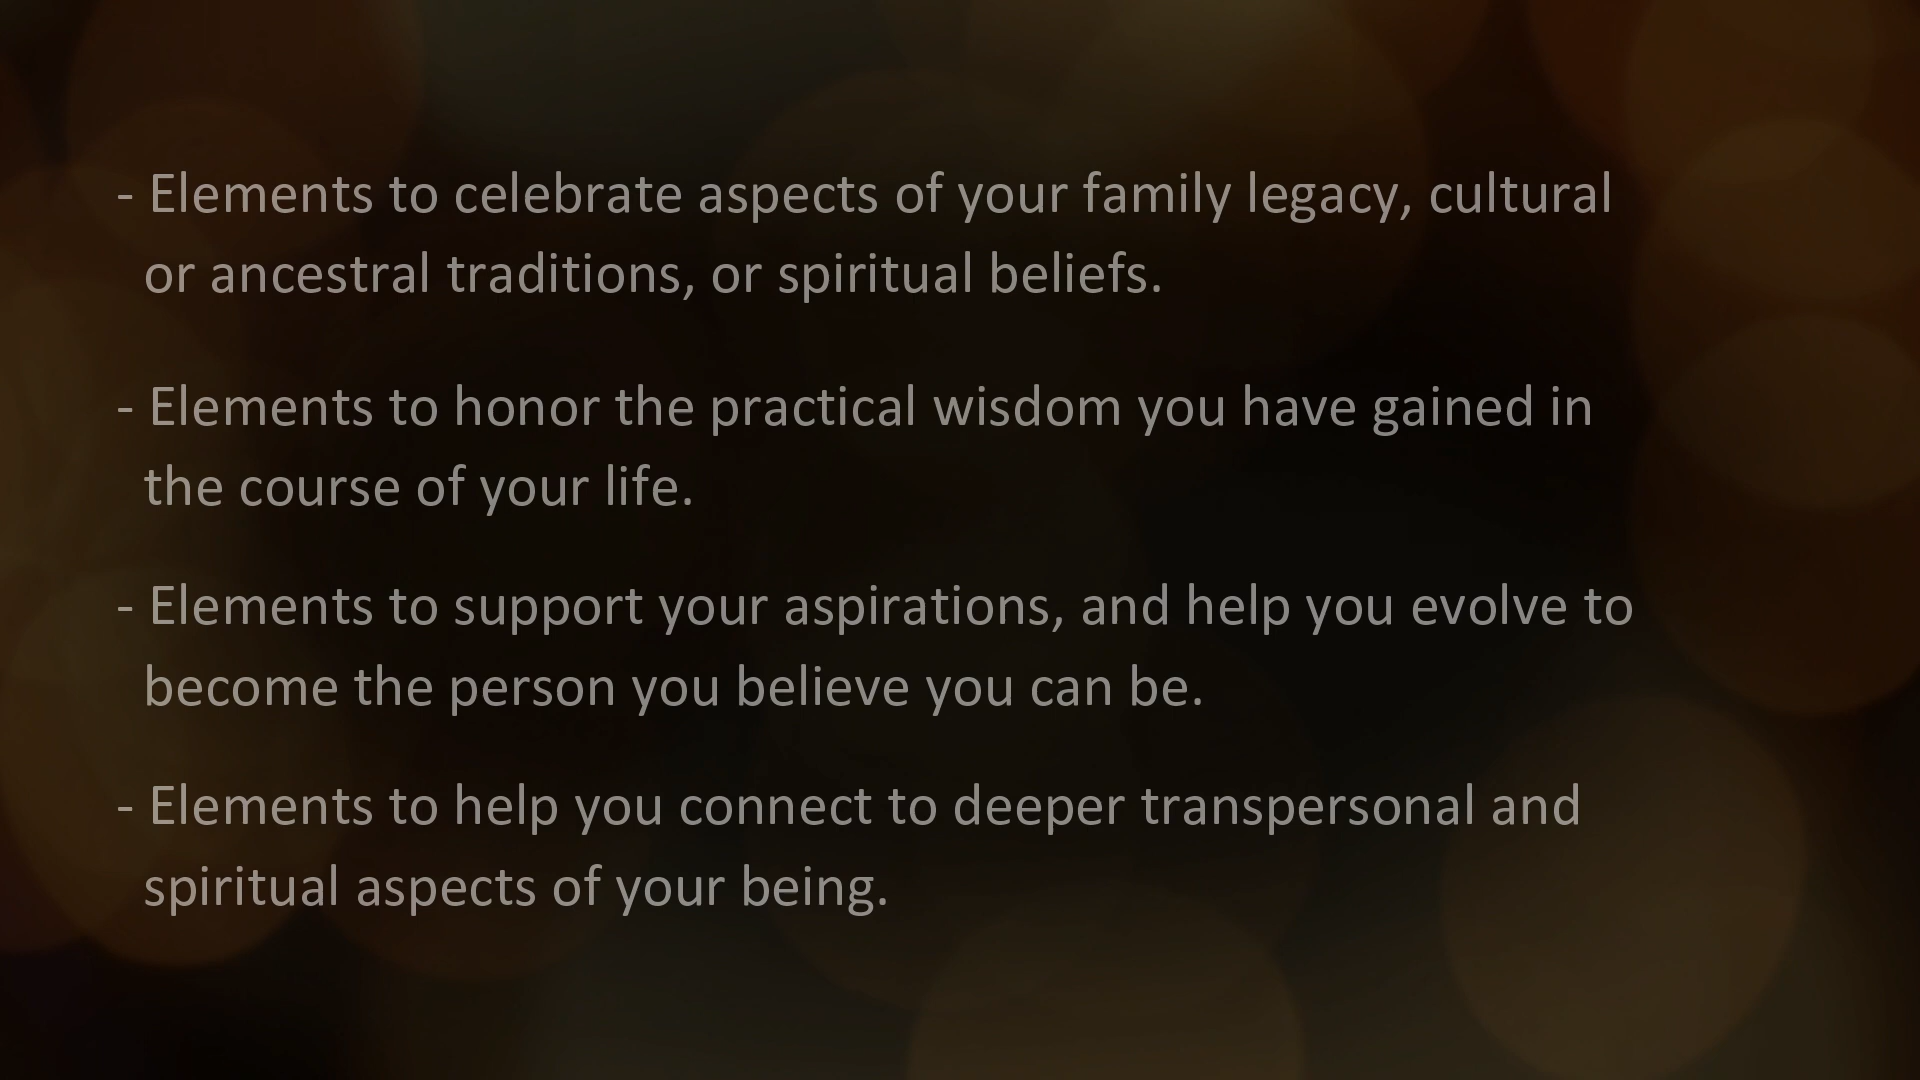 - Elements to celebrate aspects of your family legacy, cultural
or ancestral traditions, or spiritual beliefs.
- Elements to honor the practical wisdom you have gained in
the course of your life.
- Elements to support your aspirations, and help you evolve to
become the person you believe you can be.
- Elements to help you connect to deeper transpersonal and
spiritual aspects of your being.